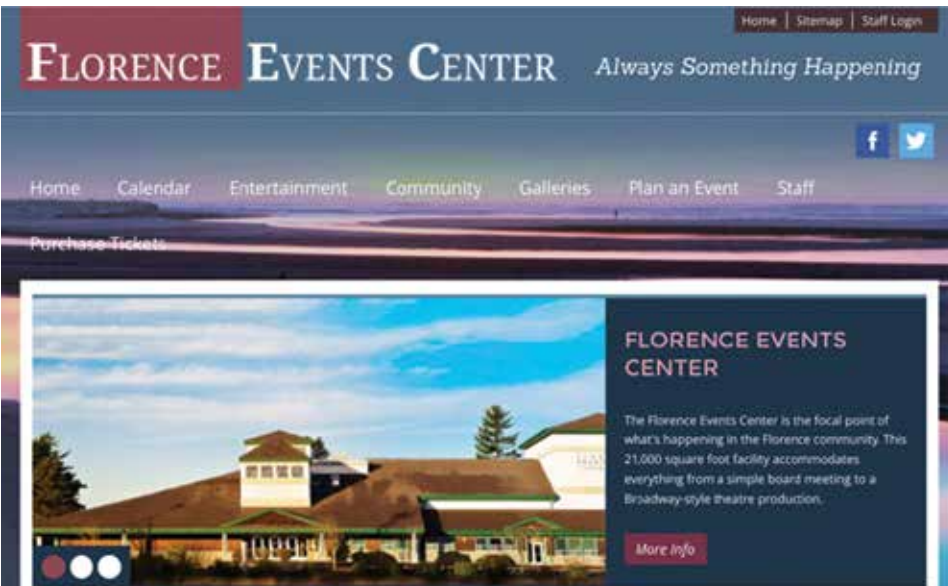 Home | Sitemap | Staff Login
FLORENCE EVENTS CENTER
Always Something Happening
Home Calendar Entertainment Community Galleries Plan an Event Staff
Purchase Tickets
FLORENCE EVENTS
CENTER
The Florence Events Center is the focal point of
what's happening in the Florence community. This
21,000 square foot facility accommodates
everything from a simple board meeting to a
Broadway-style theatre production.
More Info